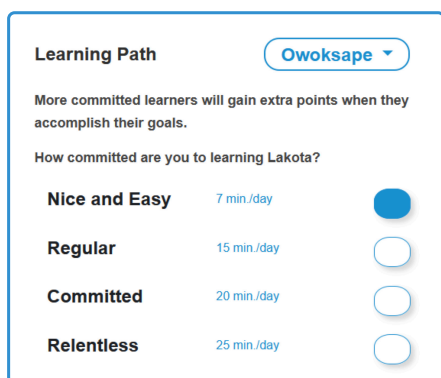 Learning Path Owoksape
More committed learners will gain extra points when they
accomplish their goals.
How committed are you to learning Lakota?
Nice and Easy 7 min./day
Regular 15 min./day
Committed 20 min./day
Relentless 25 min./day